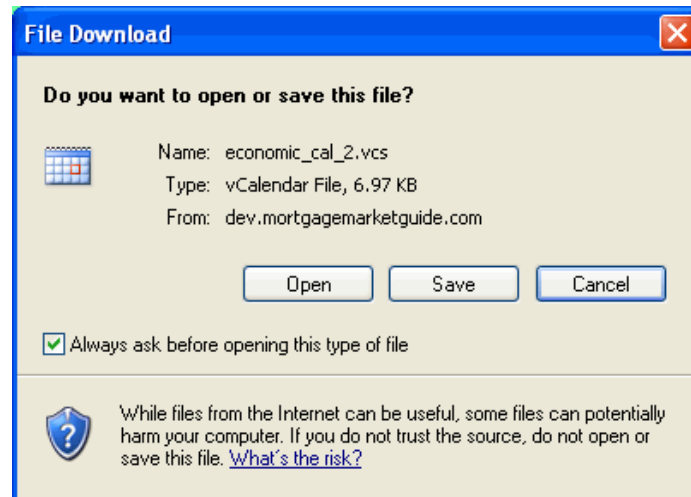 File Download
Do you want to open or save this file?
Name: economic_cal_2.vcs
Type: vCalendar File, 6.97 KB
From: dev.mortgagemarketguide.com
Open Save Cancel
Always ask before opening this type of file
While files from the Internet can be useful, some files can potentially
harm your computer. If you do not trust the source, do not open or
save this file. What's the risk?